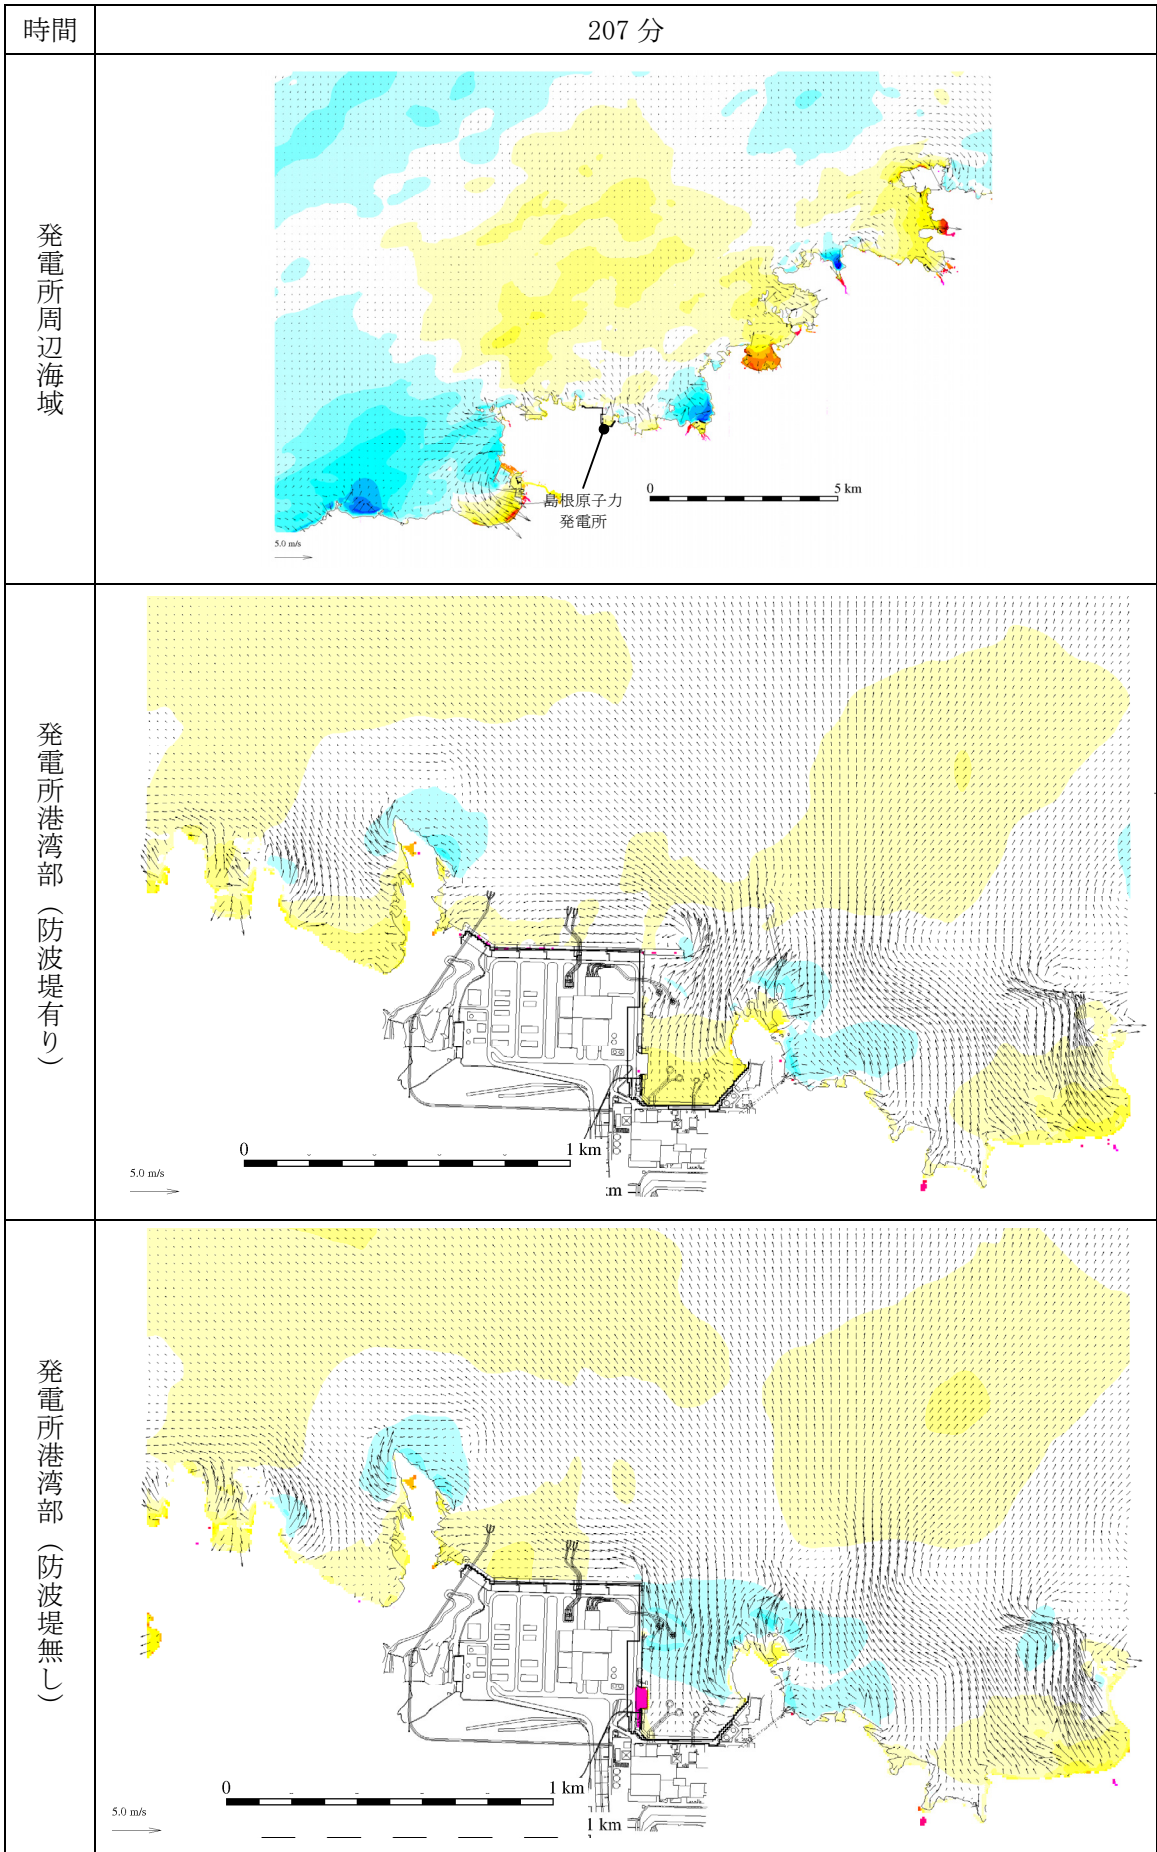 時間
207 分
発電所周辺海域
島根原子力
発電所
0
5 km
5.0 m/s
発電所港湾部（防波堤有り）
0
1 km
5.0 m/s
:m
発電所港湾部（防波堤無し）
0
1 km
5.0 m/s
1 km